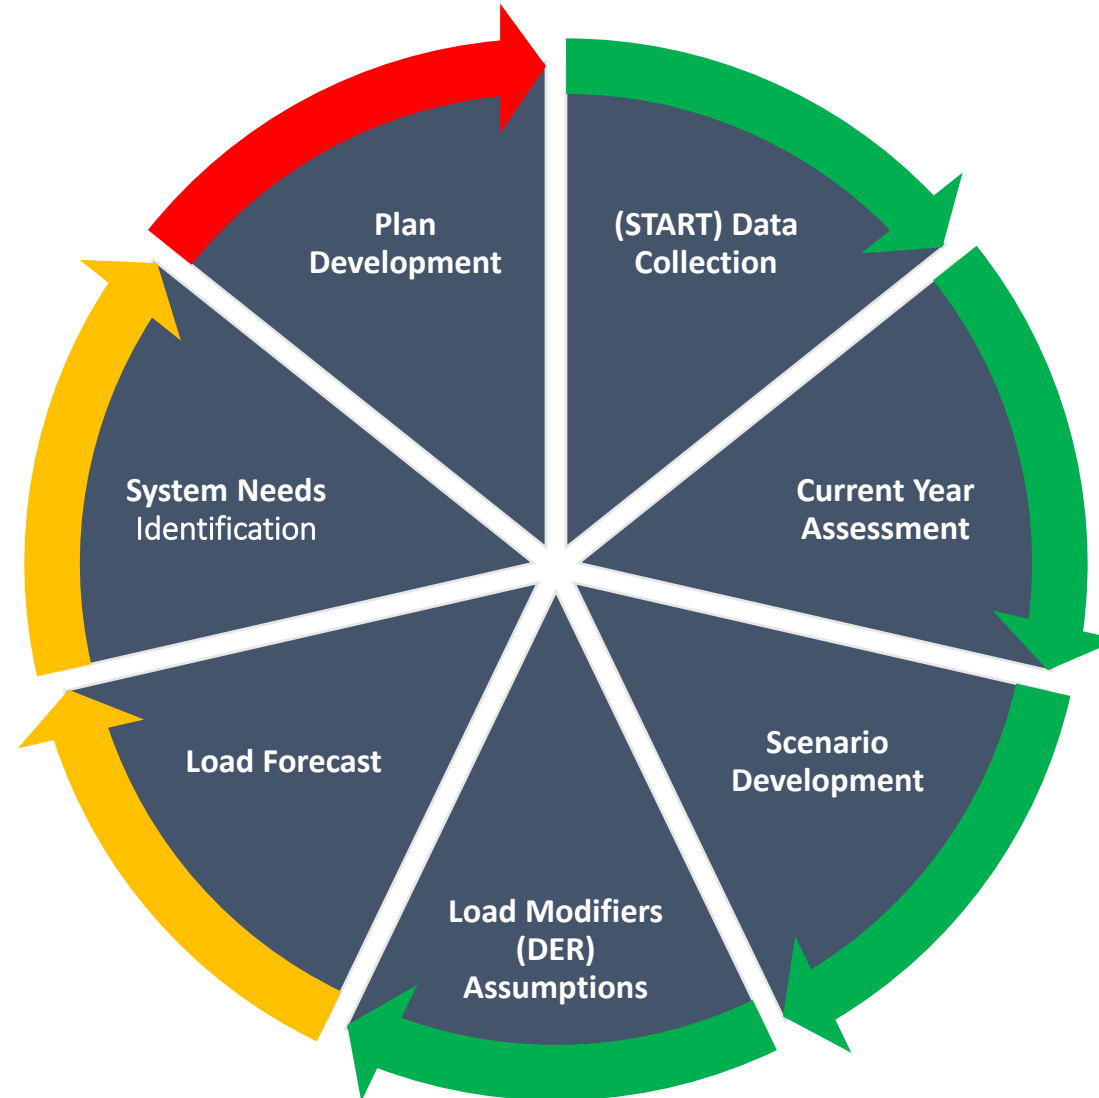 (START) Data
Collection
Current Year
Assessment
Scenario
Development
Load Modifiers
(DER)
Assumptions
Load Forecast
System Needs
Identification
Plan
Development